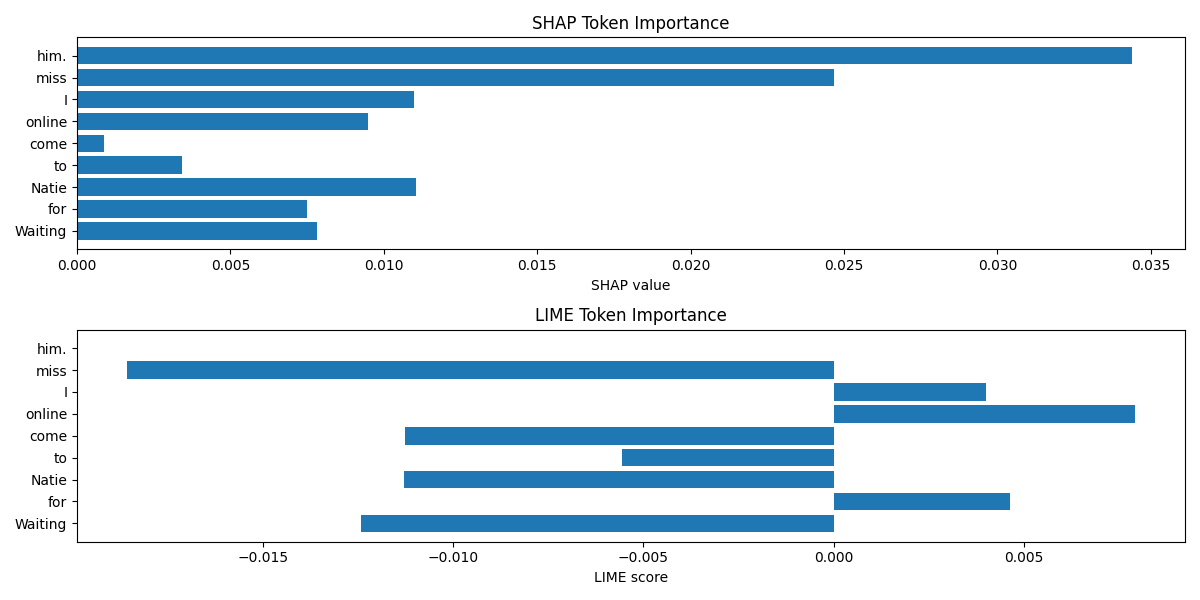 SHAP Token Importance
him.
miss
I
online
come
to
Natie
for
Waiting
0.000 0.005 0.010 0.015 0.020 0.025 0.030 0.035
SHAP value
LIME Token Importance
him.
miss
I
online
come
to
Natie
for
Waiting
−0.015 −0.010 −0.005 0.000 0.005
LIME score